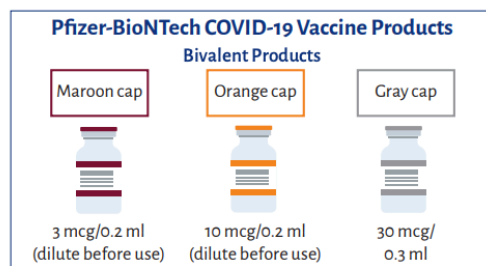 Pfizer-BioNTech COVID-19 Vaccine Products
Bivalent Products
Maroon cap
Orange cap
Gray cap
3 mcg/0.2 ml
(dilute before use)
10 mcg/0.2 ml
(dilute before use)
30 mcg/
0.3 ml